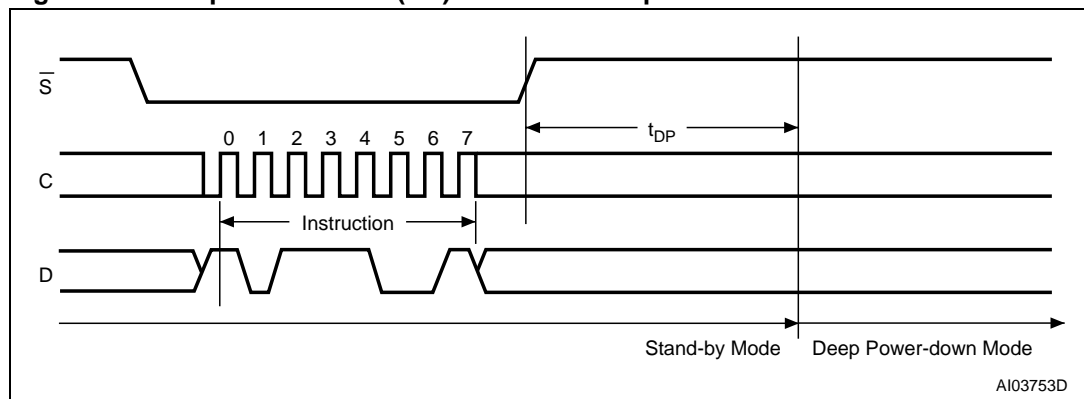 S
0 1 2 3 4 5 6 7
tDP
C
Instruction
D
Stand-by Mode Deep Power-down Mode
AI03753D